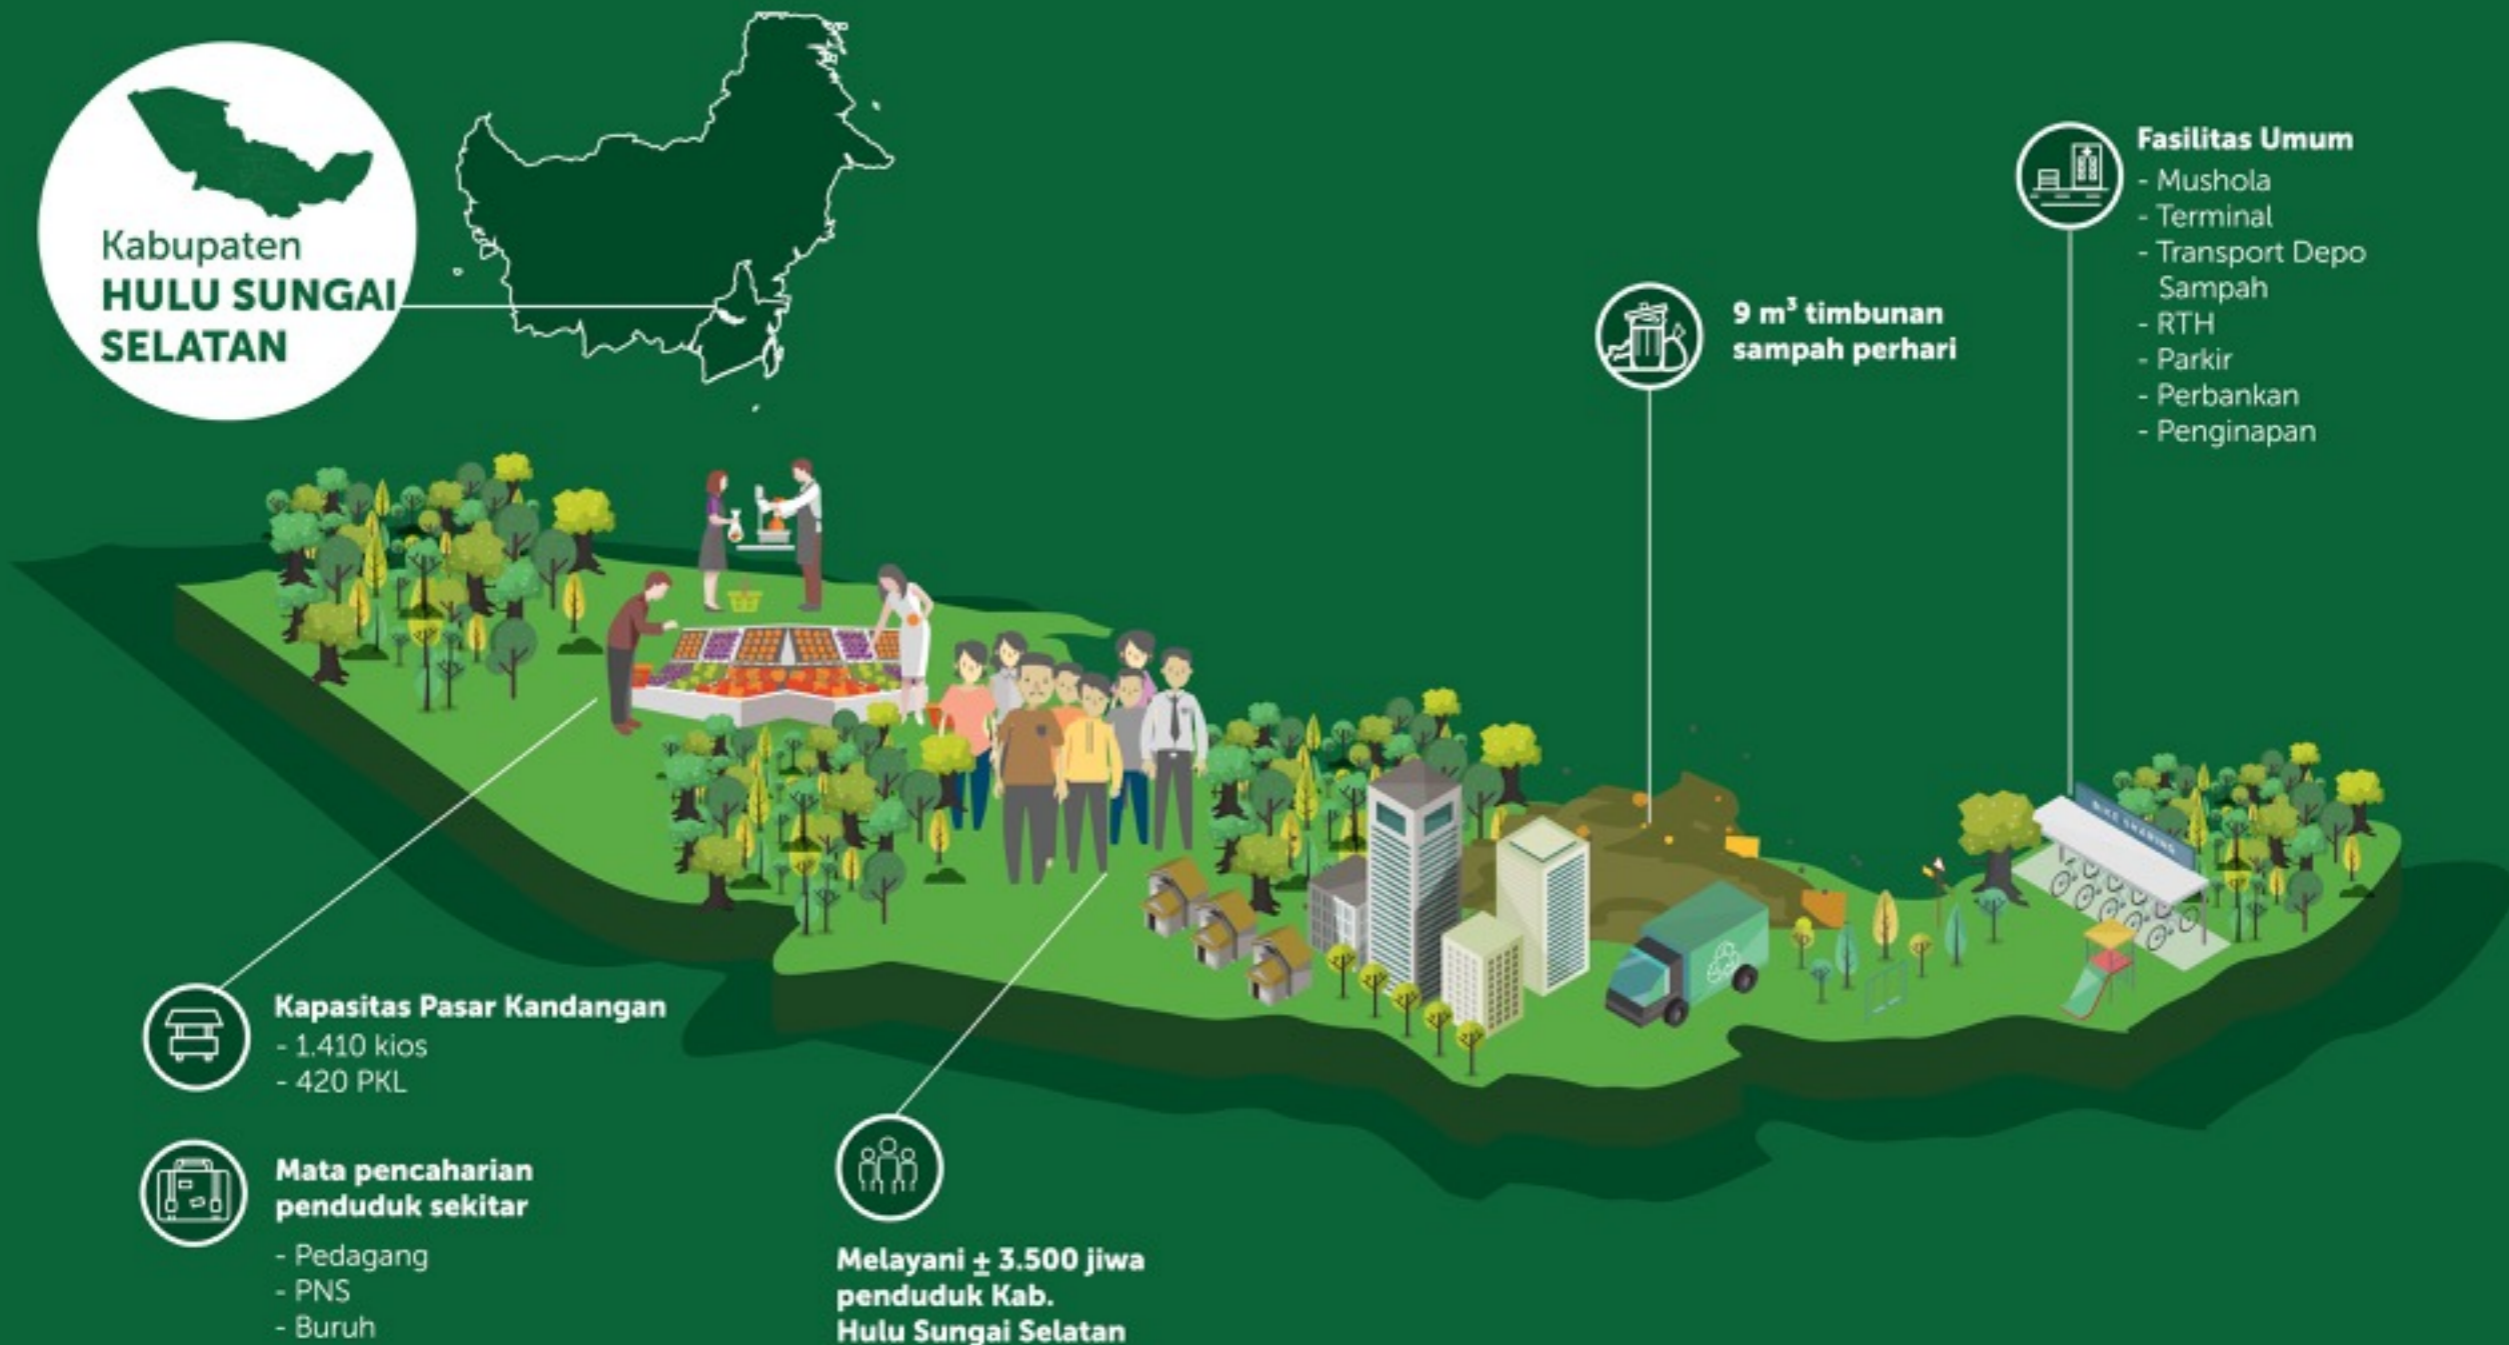 Kabupaten
HULU SUNGAI
SELATAN
Fasilitas Umum
- Mushola
- Terminal
- Transport Depo
Sampah
- RTH
- Parkir
- Perbankan
- Penginapan
9 m³ timbunan
sampah perhari
BIKE SHARING
Kapasitas Pasar Kandangan
- 1.410 kios
- 420 PKL
Mata pencaharian
penduduk sekitar
- Pedagang
- PNS
- Buruh
Melayani ± 3.500 jiwa
penduduk Kab.
Hulu Sungai Selatan